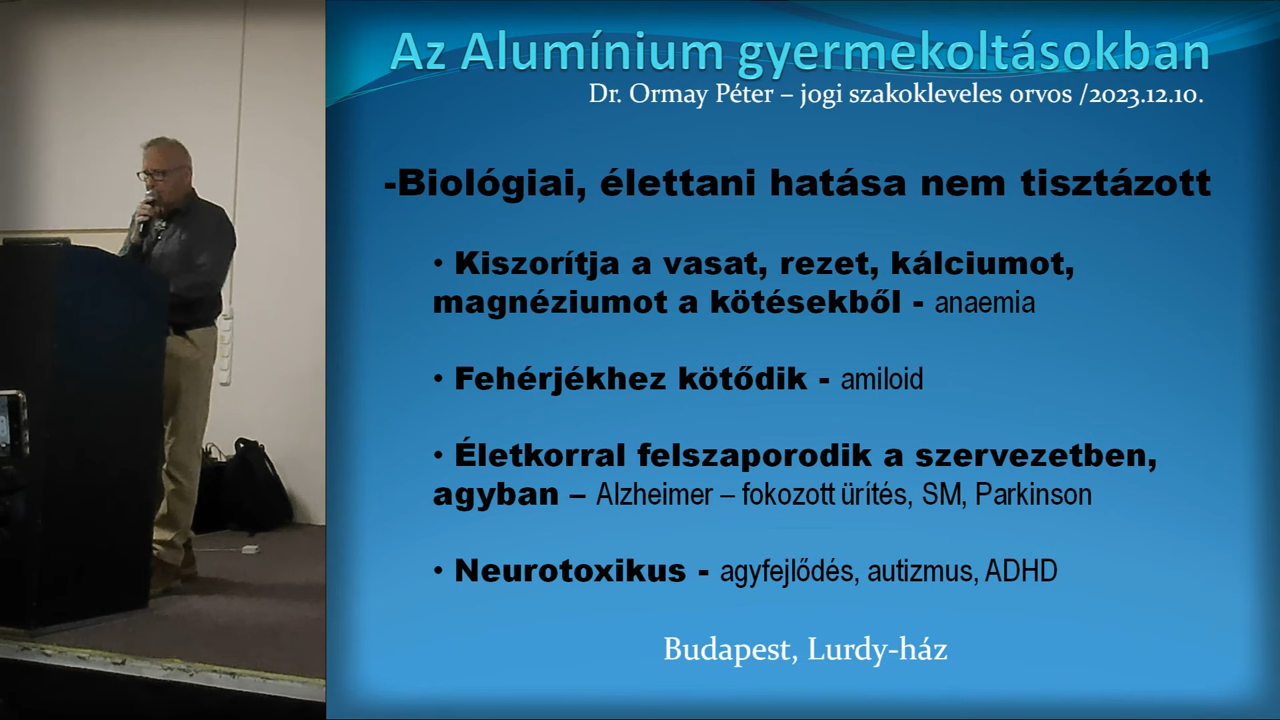 Az Alumínium gyermekoltásokban
Dr. Ormay Péter – jogi szakokleveles orvos /2023.12.10.
-Biológiai, élettani hatása nem tisztázott
• Kiszorítja a vasat, rezet, kálciumot,
magnéziumot a kötésekből - anaemia
• Fehérjékhez kötődik - amiloid
• Életkorral felszaporodik a szervezetben,
agyban – Alzheimer – fokozott ürítés, SM, Parkinson
• Neurotoxikus - agyfejlődés, autizmus, ADHD
Budapest, Lurdy-ház